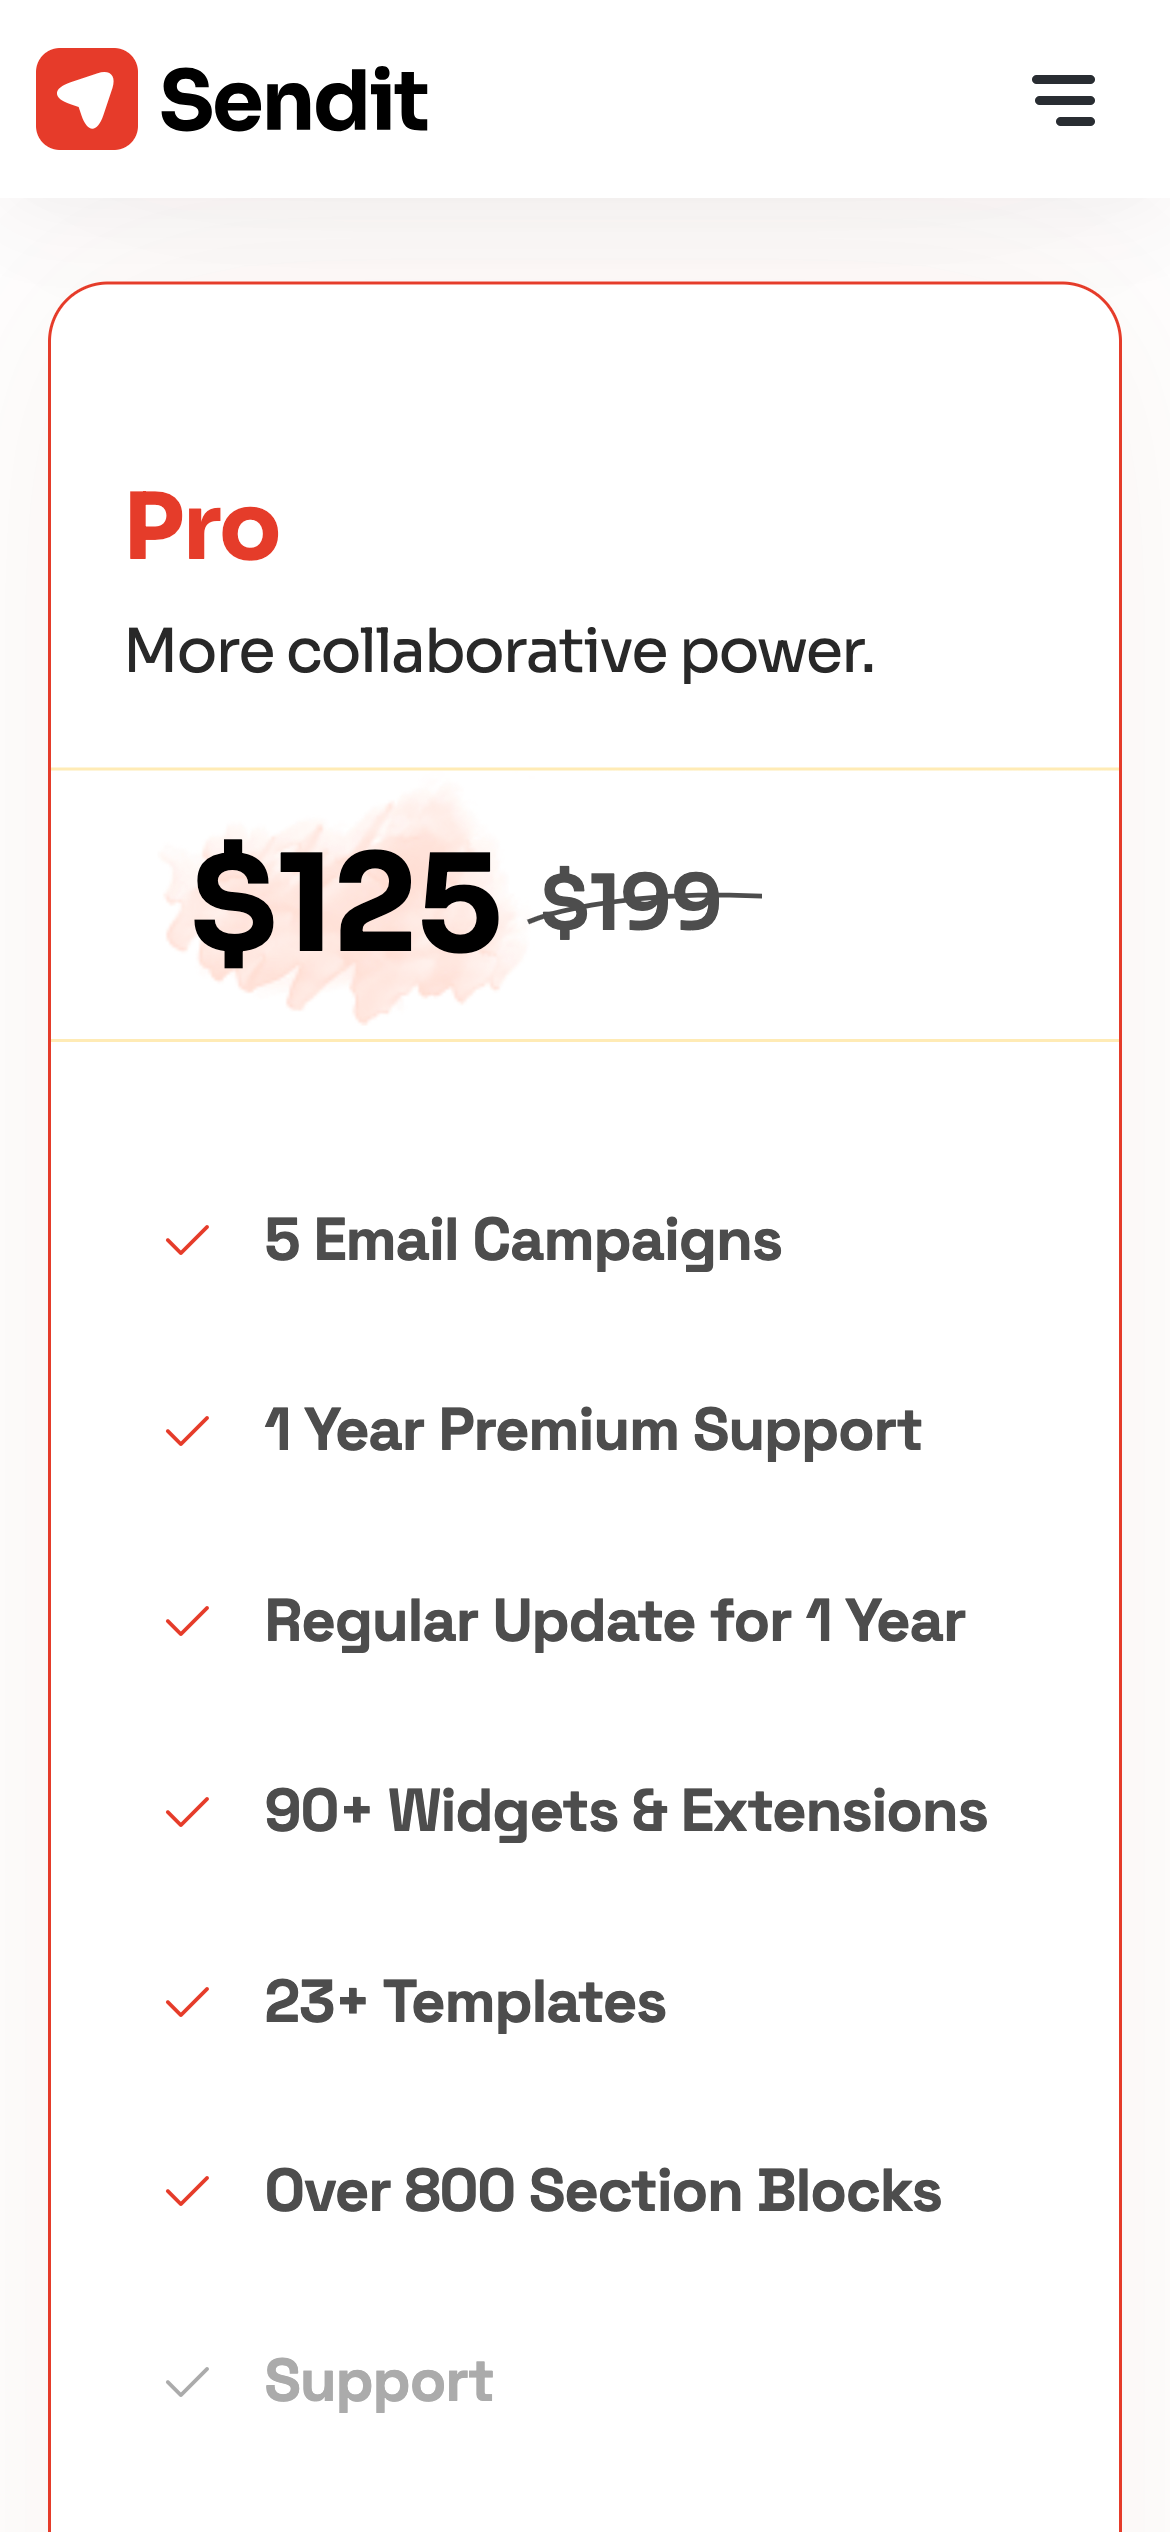 Sendit
Pro
More collaborative power.
$125 $199
5 Email Campaigns
1 Year Premium Support
Regular Update for 1 Year
90+ Widgets & Extensions
23+ Templates
Over 800 Section Blocks
Support